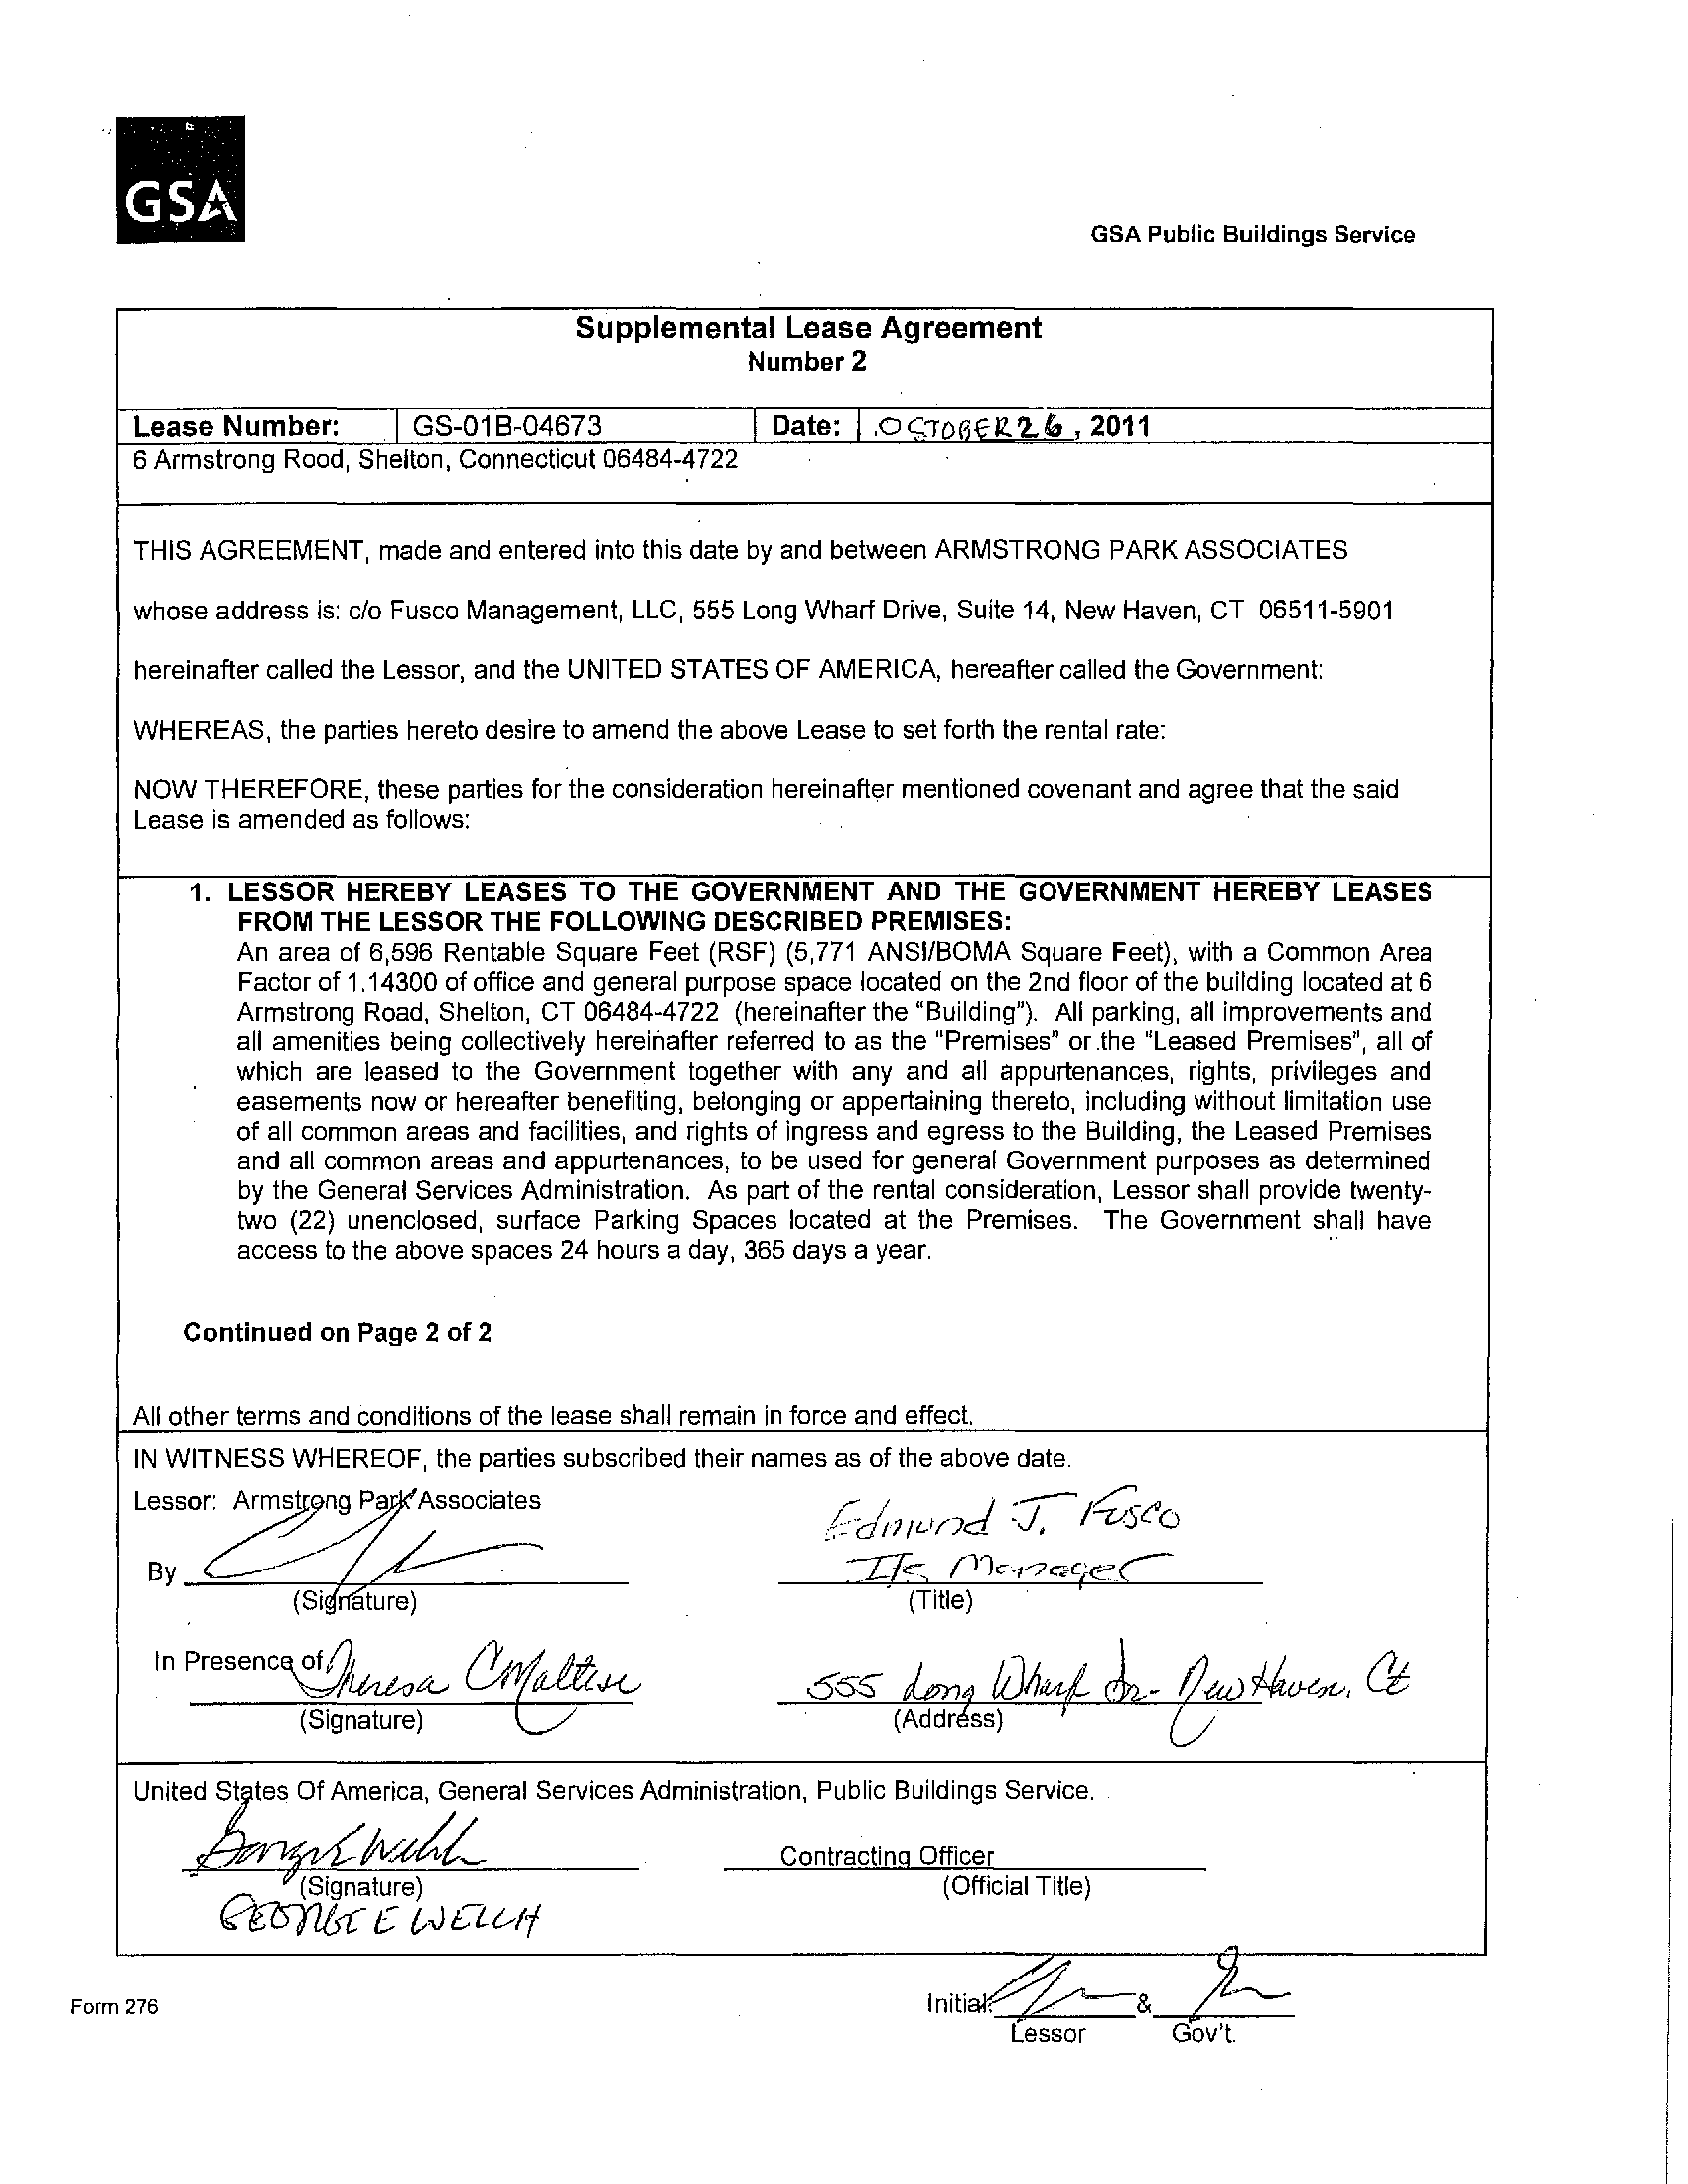 GSA
GSA Public Buildings Service
Supplemental Lease Agreement
Number 2
Lease Number: GS-01B-04673 Date: OCTOBER 26, 2011
6 Armstrong Rood, Shelton, Connecticut 06484-4722
THIS AGREEMENT, made and entered into this date by and between ARMSTRONG PARK ASSOCIATES
whose address is: c/o Fusco Management, LLC, 555 Long Wharf Drive, Suite 14, New Haven, CT 06511-5901
hereinafter called the Lessor, and the UNITED STATES OF AMERICA, hereafter called the Government:
WHEREAS, the parties hereto desire to amend the above Lease to set forth the rental rate:
NOW THEREFORE, these parties for the consideration hereinafter mentioned covenant and agree that the said
Lease is amended as follows:
1. LESSOR HEREBY LEASES TO THE GOVERNMENT AND THE GOVERNMENT HEREBY LEASES
FROM THE LESSOR THE FOLLOWING DESCRIBED PREMISES:
An area of 6,596 Rentable Square Feet (RSF) (5,771 ANSI/BOMA Square Feet), with a Common Area
Factor of 1.14300 of office and general purpose space located on the 2nd floor of the building located at 6
Armstrong Road, Shelton, CT 06484-4722 (hereinafter the "Building"). All parking, all improvements and
all amenities being collectively hereinafter referred to as the "Premises" or the "Leased Premises", all of
which are leased to the Government together with any and all appurtenances, rights, privileges and
easements now or hereafter benefiting, belonging or appertaining thereto, including without limitation use
of all common areas and facilities, and rights of ingress and egress to the Building, the Leased Premises
and all common areas and appurtenances, to be used for general Government purposes as determined
by the General Services Administration. As part of the rental consideration, Lessor shall provide twenty-
two (22) unenclosed, surface Parking Spaces located at the Premises. The Government shall have
access to the above spaces 24 hours a day, 365 days a year.
Continued on Page 2 of 2
All other terms and conditions of the lease shall remain in force and effect.
IN WITNESS WHEREOF, the parties subscribed their names as of the above date.
Lessor: Armstrong Park Associates
Edmund J. Fusco
By Its Manager
(Signature) (Title)
In Presence of Theresa C Maltese 555 Long Wharf Dr- New Haven, Ct
(Signature) (Address)
United States Of America, General Services Administration, Public Buildings Service.
George E Welch Contracting Officer
(Signature) (Official Title)
GEORGE E WELCH
Form 276 Initials &
Lessor Gov't.